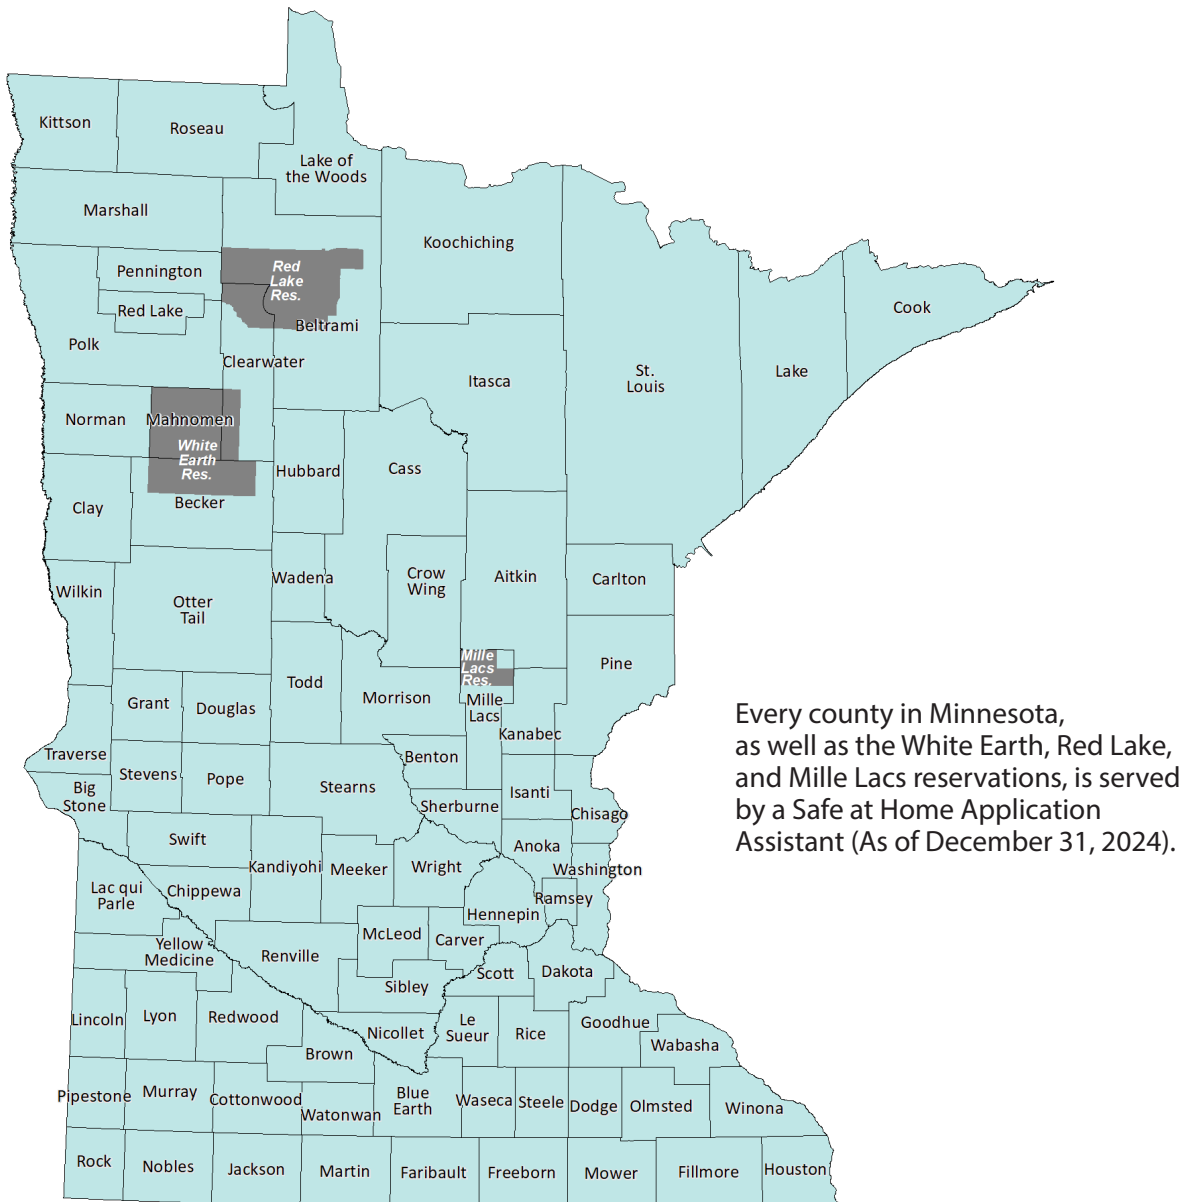 Kittson
Roseau
Lake of
the Woods
Marshall
Koochiching
Pennington
Red
Lake
Res.
Red Lake
Beltrami
Cook
Polk
Clearwater
St.
Louis
Lake
Itasca
Norman
Mahnomen
White
Earth
Res.
Hubbard
Cass
Clay
Becker
Wadena
Crow
Wing
Aitkin
Carlton
Wilkin
Otter
Tail
Mille
Lacs
Res.
Pine
Todd
Morrison
Grant
Douglas
Mille
Lacs
Kanabec
Every county in Minnesota,
as well as the White Earth, Red Lake,
and Mille Lacs reservations, is served
by a Safe at Home Application
Assistant (As of December 31, 2024).
Traverse
Stevens
Pope
Stearns
Benton
Big
Stone
Sherburne
Isanti
Chisago
Swift
Kandiyohi
Meeker
Wright
Anoka
Washington
Lac qui
Parle
Chippewa
Ramsey
Hennepin
McLeod
Carver
Yellow
Medicine
Renville
Scott
Dakota
Sibley
Lincoln
Lyon
Redwood
Nicollet
Le
Sueur
Rice
Goodhue
Wabasha
Brown
Pipestone
Murray
Cottonwood
Watonwan
Blue
Earth
Waseca
Steele
Dodge
Olmsted
Winona
Rock
Nobles
Jackson
Martin
Faribault
Freeborn
Mower
Fillmore
Houston